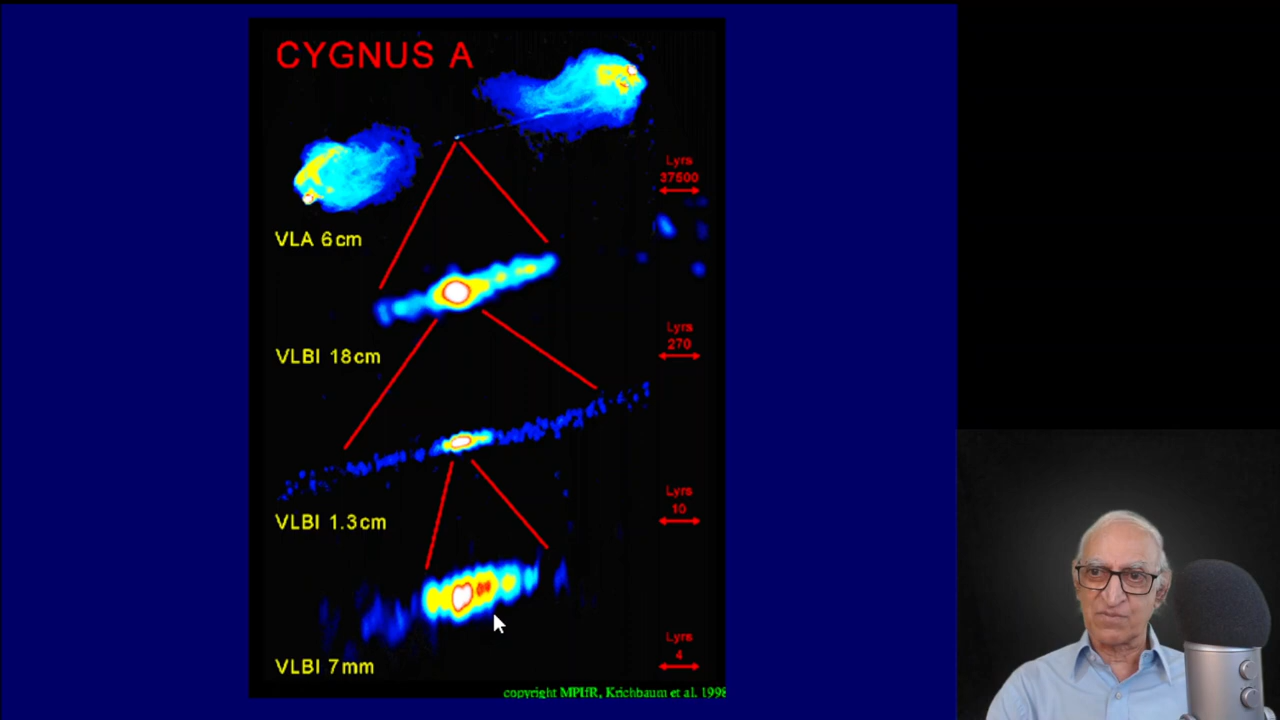 CYGNUS A
Lyrs
37500
VLA 6cm
Lyrs
270
VLBI 18cm
Lyrs
10
VLBI 1.3cm
Lyrs
4
VLBI 7mm
copyright MPIfR, Krichbaum et al. 1998